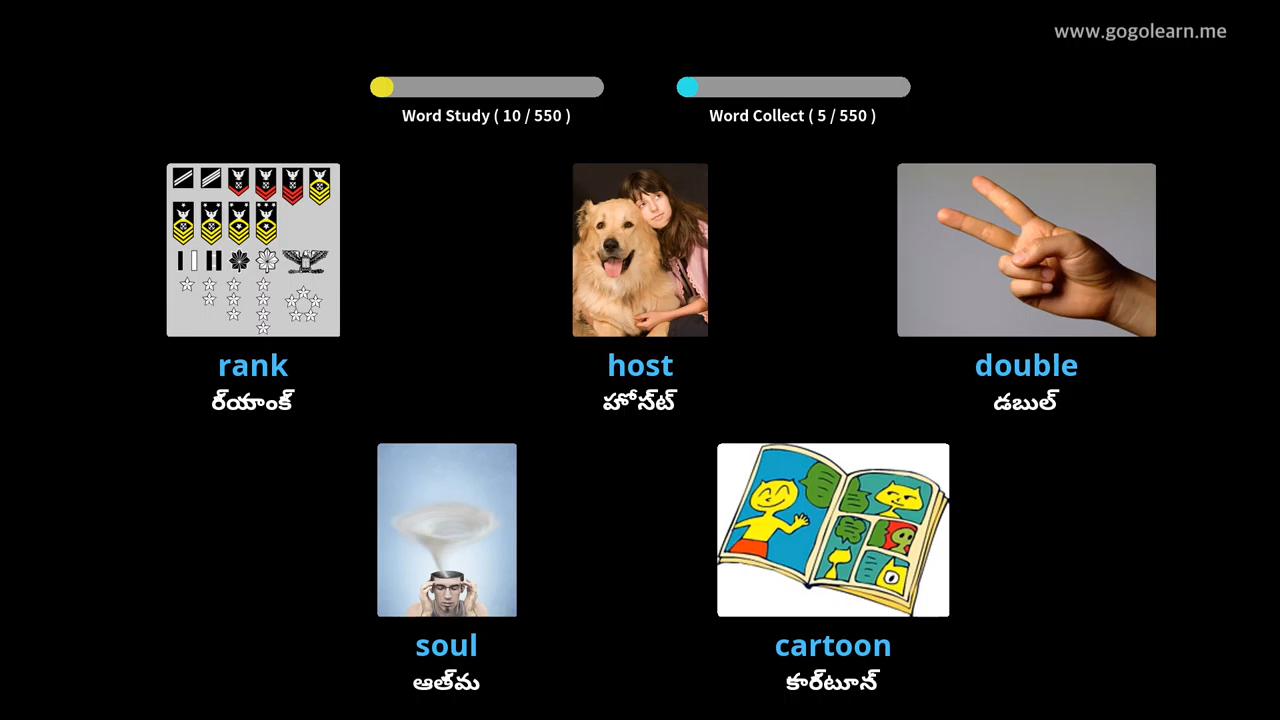 www.gogolearn.me
Word Study ( 10 / 550 )
Word Collect ( 5 / 550 )
rank
host
double
ర్‌యాంక్
హోస్‌ట్
డబుల్
soul
cartoon
ఆత్‌మ
కార్‌టూన్